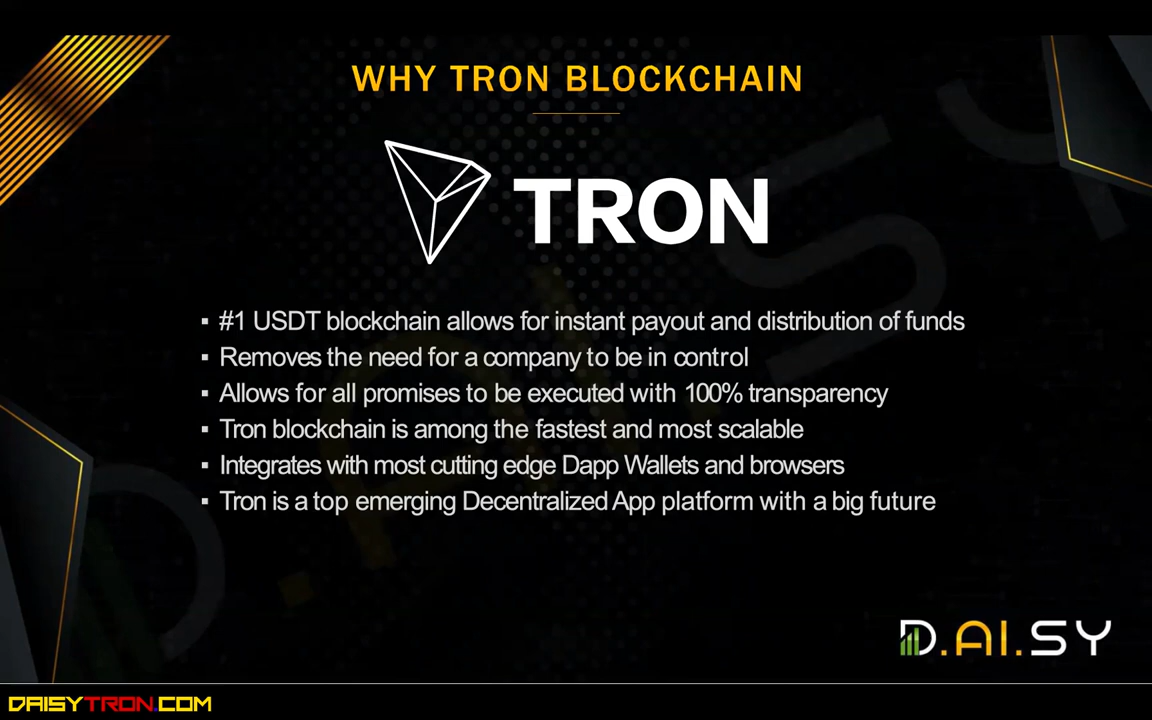 WHY TRON BLOCKCHAIN
TRON
▪ #1 USDT blockchain allows for instant payout and distribution of funds
▪ Removes the need for a company to be in control
▪ Allows for all promises to be executed with 100% transparency
▪ Tron blockchain is among the fastest and most scalable
▪ Integrates with most cutting edge Dapp Wallets and browsers
▪ Tron is a top emerging Decentralized App platform with a big future
D.AI.SY
DAISYTRON.COM